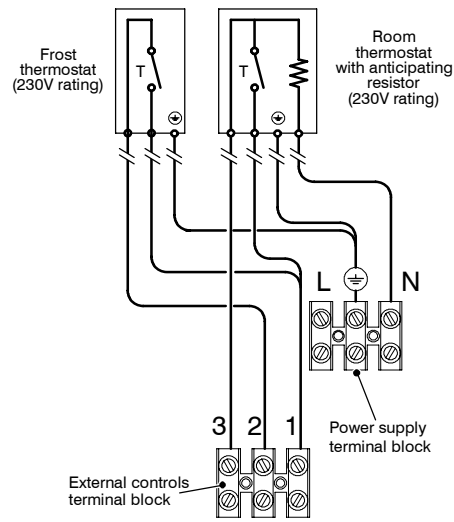 Frost
thermostat
(230V rating)
Room
thermostat
with anticipating
resistor
(230V rating)
T
T
L
N
3 2 1
Power supply
terminal block
External controls
terminal block